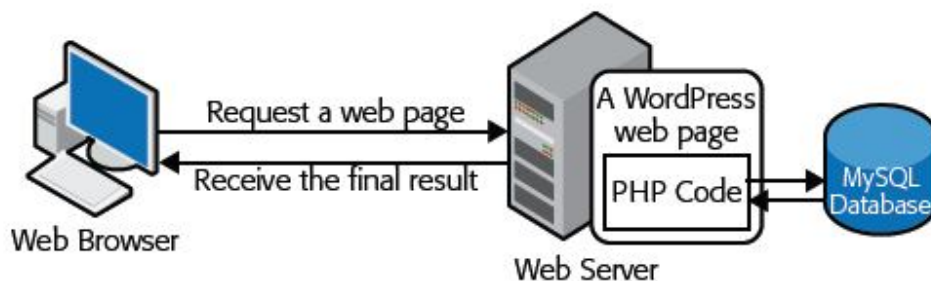 Request a web page
Receive the final result
Web Browser
A WordPress
web page
PHP Code
Web Server
MySQL
Database